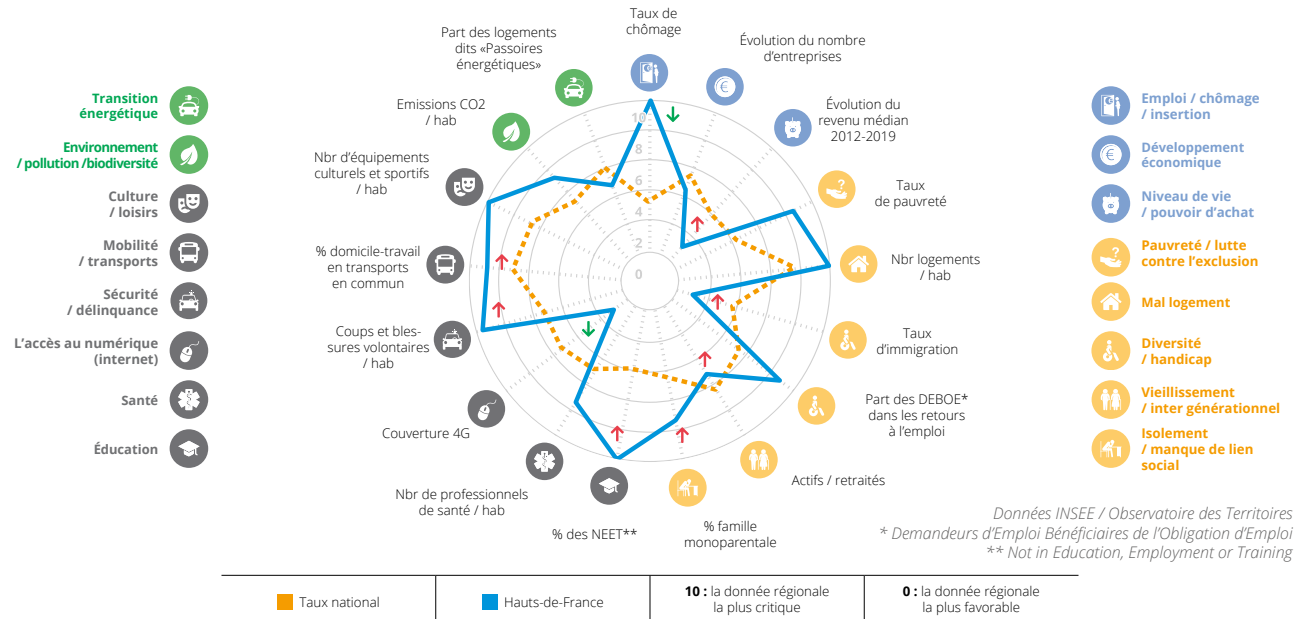 Taux de
chômage
Évolution du nombre
d'entreprises
Évolution du
revenu médian
2012-2019
Taux
de pauvreté
Nbr logements
/ hab
Taux
d'immigration
Part des DEBOE*
dans les retours
à l'emploi
Actifs / retraités
% famille
monoparentale
% des NEET**
Nbr de professionnels
de santé / hab
Couverture 4G
Coups et bles-
sures volontaires
/ hab
% domicile-travail
en transports
en commun
Nbr d'équipements
culturels et sportifs
/ hab
Emissions CO2
/ hab
Part des logements
dits «Passoires
énergétiques»
10
8
6
4
2
0
Transition
énergétique
Environnement
/ pollution /biodiversité
Culture
/ loisirs
Mobilité
/ transports
Sécurité
/ délinquance
L'accès au numérique
(internet)
Santé
Éducation
Emploi / chômage
/ insertion
Développement
économique
Niveau de vie
/ pouvoir d'achat
Pauvreté / lutte
contre l'exclusion
Mal logement
Diversité
/ handicap
Vieillissement
/ inter générationnel
Isolement
/ manque de lien
social
Données INSEE / Observatoire des Territoires
* Demandeurs d'Emploi Bénéficiaires de l'Obligation d'Emploi
** Not in Education, Employment or Training
Taux national
Hauts-de-France
10 : la donnée régionale
la plus critique
0 : la donnée régionale
la plus favorable